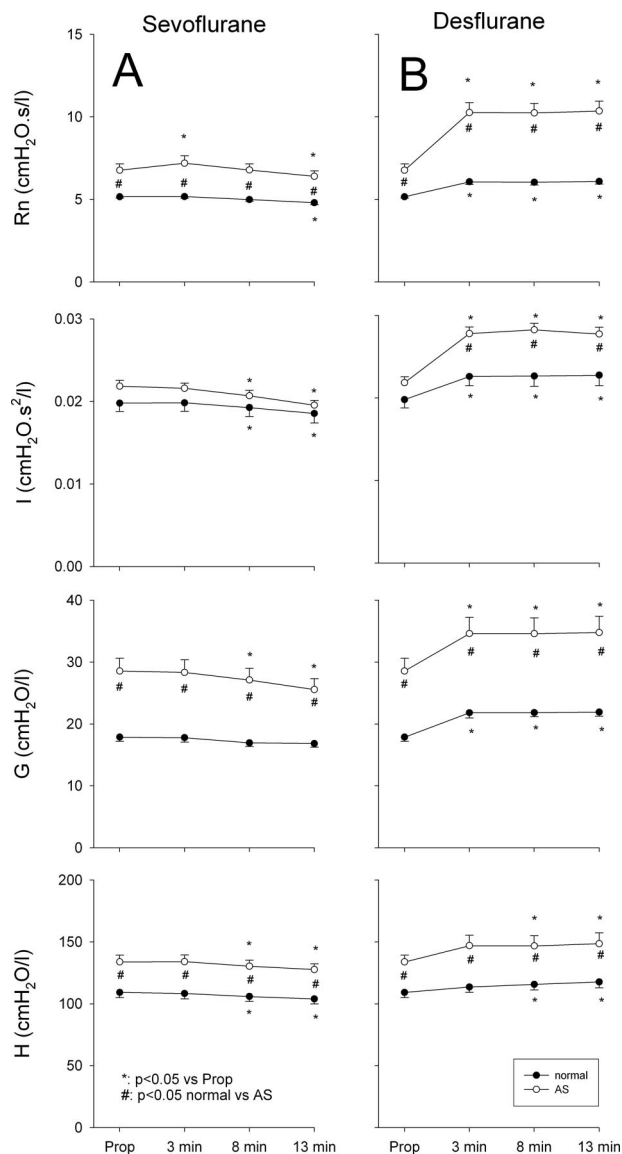 Sevoflurane
Desflurane
A
B
Rn (cmH₂O.s/l)
15
10
5
0
* *
# # # #
*
* * *
# # # #
* * *
I (cmH₂O.s²/l)
0.03
0.02
0.01
0.00
* *
* *
* * *
# # #
* * *
G (cmH₂O/l)
40
30
20
10
0
* *
# # # #
* * *
# # # #
* * *
H (cmH₂O/l)
200
150
100
50
0
* *
# # # #
* *
* *
# # # #
* *
*: p<0.05 vs Prop
#: p<0.05 normal vs AS
normal
AS
Prop 3 min 8 min 13 min
Prop 3 min 8 min 13 min